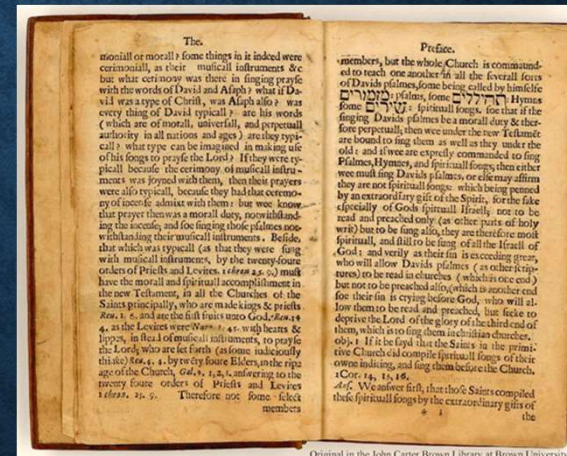 The.
moniall or morall? some things in it indeed were
cerimoniall, as their musicall instruments &c
but what cerimony was there in singing prayse
with the words of David and Asaph? what if Da-
vid was a type of Christ, was Asaph also? was
every thing of David typicall? are his words
(which are of morall, universall, and perpetuall
authority in all nations and ages) are they typi-
call? what type can be imagined in making use
of his songs to prayse the Lord? If they were ty-
picall because the cerimony of musicall instru-
ments was joyned with them, then their prayers
were also typicall, because they had that ceremo-
ny of incense admixt with them: but wee know
that prayer then was a morall duty, notwithstand-
ing the incense; and soe singing those psalmes not-
withstanding their musicall instruments. Beside,
that which was typicall (as that they were sung
with musicall instruments, by the twenty-foure
orders of Priests and Levites. 1 chron 25. 9.) must
have the morall and spirituall accomplishment in
the new Testament, in all the Churches of the
Saints principally, who are made kings & priests
Reu. 1. 6. and are the first fruits unto God. Reu. 14
4. as the Levites were Num. 3. 45. with hearts &
lippes, in stead of musicall instruments, to prayse
the Lord; who are set forth (as some iudiciously
thinke) Reu. 4. 4. by twenty foure Elders, in the ripe
age of the Church, Gal. 4. 1, 2, 3. answering to the
twenty foure orders of Priests and Levites
1 chron. 25. 9. Therefore not some select
members
Preface.
members, but the whole Church is commaund-
ed to teach one another in all the severall sorts
of Davids psalmes, some being called by himselfe
מזמורים: psalms, some תהילים: Hymns
some שירים: spirituall songs. soe that if the
singing Davids psalmes be a morall duty & ther-
fore perpetuall; then wee under the new Testamēt
are bound to sing them as well as they under the
old: and if wee are expresly commanded to sing
Psalmes, Hymnes, and spirituall songs, then either
wee must sing Davids psalmes, or else may affirm
they are not spirituall songs: which being penned
by an extraordinary gift of the Spirit, for the sake
especially of Gods spirituall Israell; not to be
read and preached only (as other parts of holy
writ) but to be sung also, they are therefore most
spirituall, and still to be sung of all the Israell of
God: and verily as their sin is exceeding great,
who will allow Davids psalmes (as other scrip-
tures) to be read in churches (which is one end)
but not to be preached also, (which is another end
soe their sin is crying before God, who will al-
low them to be read and preached, but seeke to
deprive the Lord of the glory of the third end of
them, which is to sing them in christian churches.
obj. 1 If it be sayd that the Saints in the primi-
tive Church did compile spirituall songs of their
owne inditing, and sing them before the Church.
1 Cor. 14, 15, 16.
Ans. We answer first, that those Saints compiled
these spirituall songs by the extraordinary gifts of
the
Original in the John Carter Brown Library at Brown University